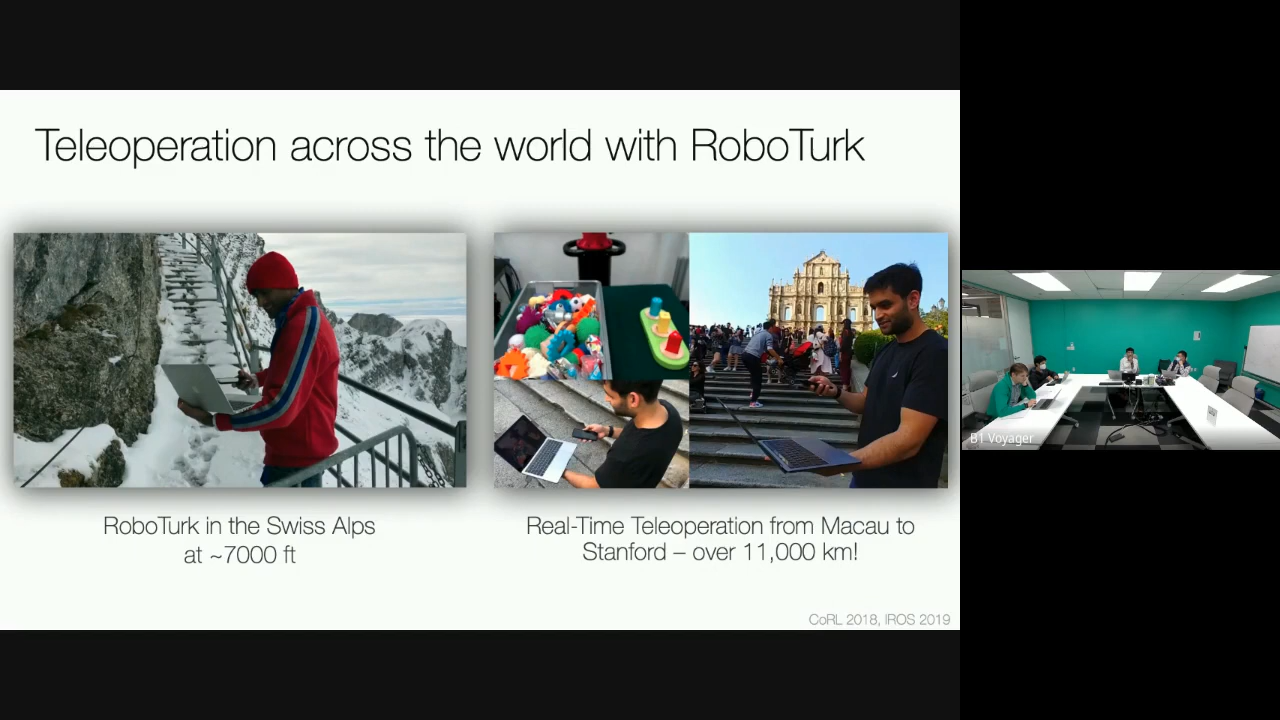 Teleoperation across the world with RoboTurk
RoboTurk in the Swiss Alps
at ~7000 ft
Real-Time Teleoperation from Macau to
Stanford – over 11,000 km!
CoRL 2018, IROS 2019
B1 Voyager